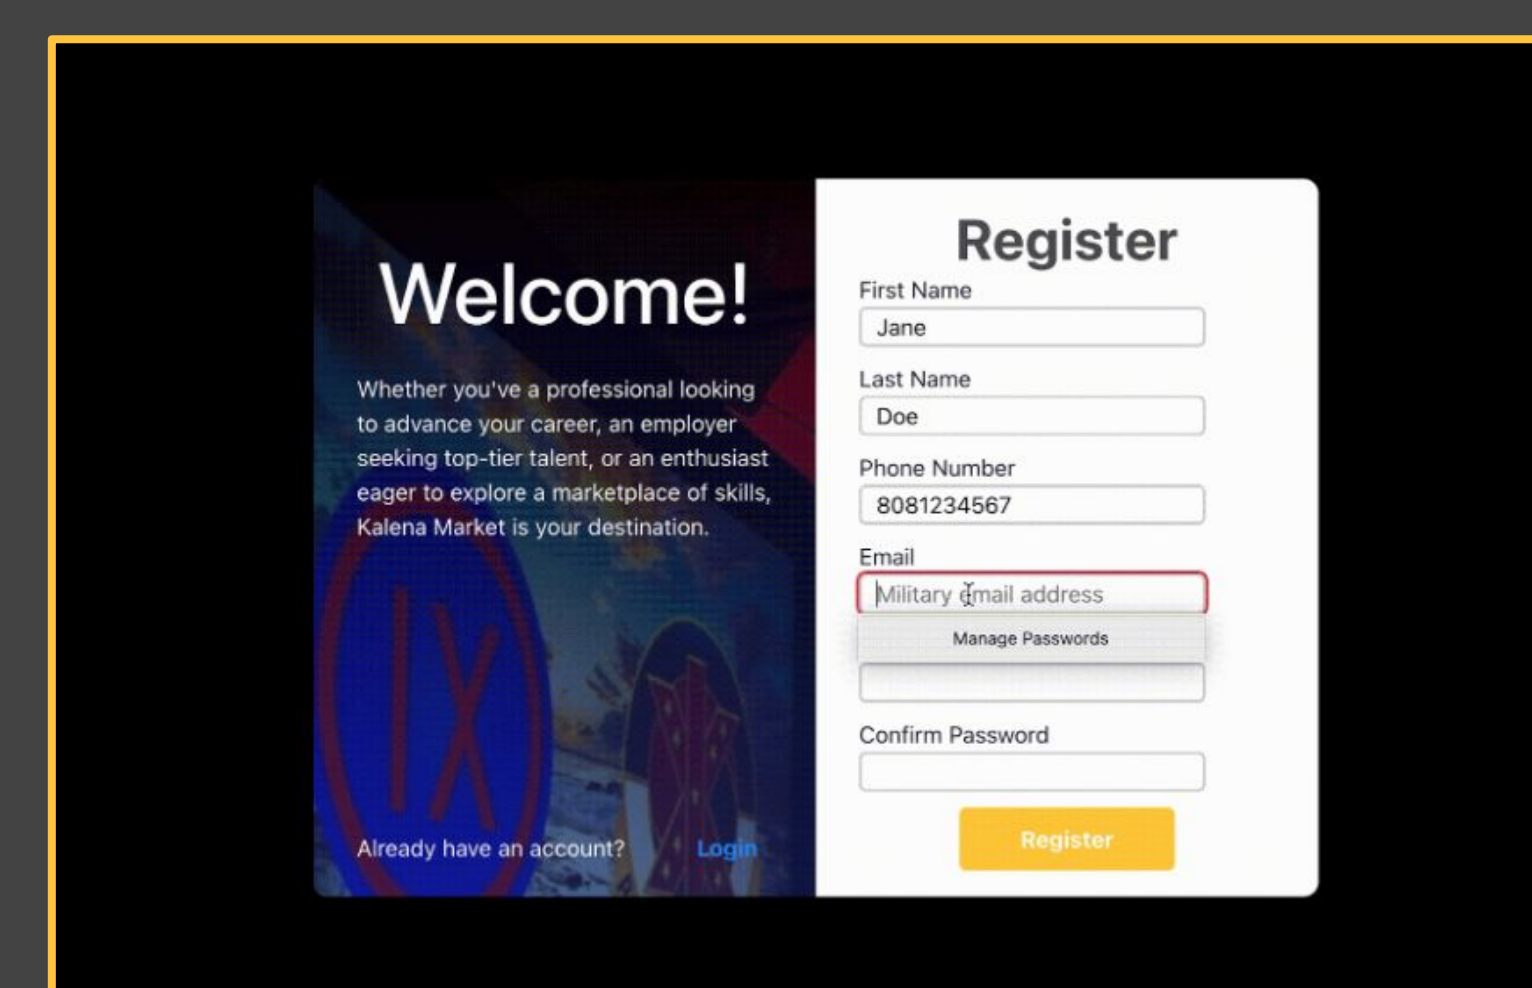 Welcome!
Whether you've a professional looking
to advance your career, an employer
seeking top-tier talent, or an enthusiast
eager to explore a marketplace of skills,
Kalena Market is your destination.
IX
Already have an account? Login
Register
First Name
Jane
Last Name
Doe
Phone Number
8081234567
Email
Military email address
Manage Passwords
Confirm Password
Register